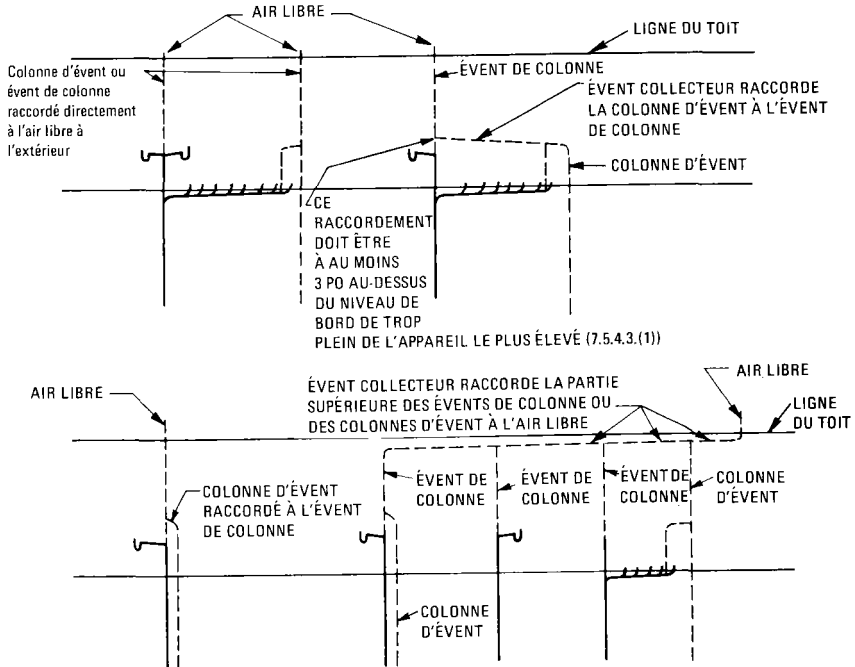 AIR LIBRE
LIGNE DU TOIT
Colonne d'évent ou
évent de colonne
raccordé directement
à l'air libre à
l'extérieur
ÉVENT DE COLONNE
ÉVENT COLLECTEUR RACCORDE
LA COLONNE D'ÉVENT À L'ÉVENT
DE COLONNE
COLONNE D'ÉVENT
CE
RACCORDEMENT
DOIT ÊTRE
À AU MOINS
3 PO AU-DESSUS
DU NIVEAU DE
BORD DE TROP
PLEIN DE L'APPAREIL LE PLUS ÉLEVÉ (7.5.4.3.(1))
AIR LIBRE
ÉVENT COLLECTEUR RACCORDE LA PARTIE
SUPÉRIEURE DES ÉVENTS DE COLONNE OU
DES COLONNES D'ÉVENT À L'AIR LIBRE
AIR LIBRE
LIGNE
DU TOIT
COLONNE D'ÉVENT
RACCORDÉ À L'ÉVENT
DE COLONNE
ÉVENT DE
COLONNE
ÉVENT DE
COLONNE
ÉVENT DE
COLONNE
COLONNE
D'ÉVENT
COLONNE
D'ÉVENT